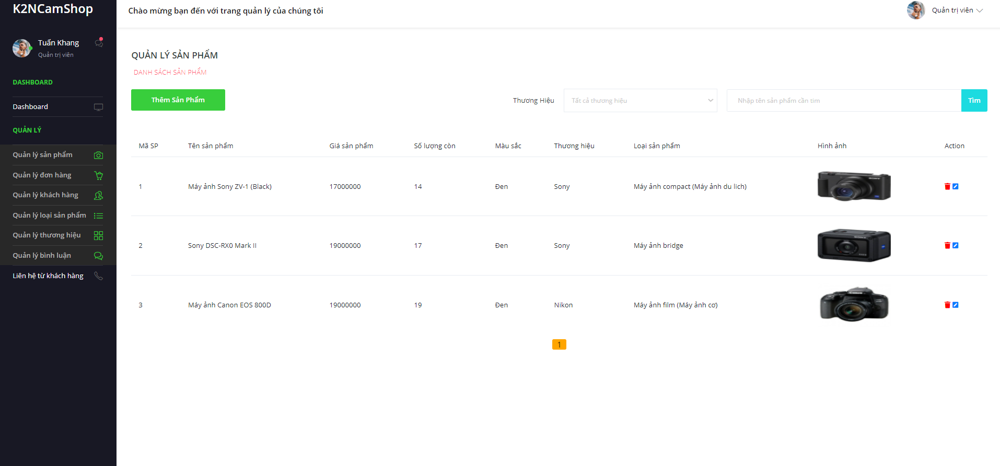 K2NCamShop
Chào mừng bạn đến với trang quản lý của chúng tôi
Quản trị viên
Tuấn Khang
Quản trị viên
DASHBOARD
Dashboard
QUẢN LÝ
Quản lý sản phẩm
Quản lý đơn hàng
Quản lý khách hàng
Quản lý loại sản phẩm
Quản lý thương hiệu
Quản lý bình luận
Liên hệ từ khách hàng
QUẢN LÝ SẢN PHẨM
DANH SÁCH SẢN PHẨM
Thêm Sản Phẩm
Thương Hiệu
Tất cả thương hiệu
Nhập tên sản phẩm cần tim
Tìm
Mã SP Tên sản phẩm Giá sản phẩm Số lượng còn Màu sắc Thương hiệu Loại sản phẩm Hình ảnh Action
1 Máy ảnh Sony ZV-1 (Black) 17000000 14 Đen Sony Máy ảnh compact (Máy ảnh du lich)
SONY
2 Sony DSC-RX0 Mark II 19000000 17 Đen Sony Máy ảnh bridge
SONY
3 Máy ảnh Canon EOS 800D 19000000 19 Đen Nikon Máy ảnh film (Máy ảnh cơ)
Canon
1